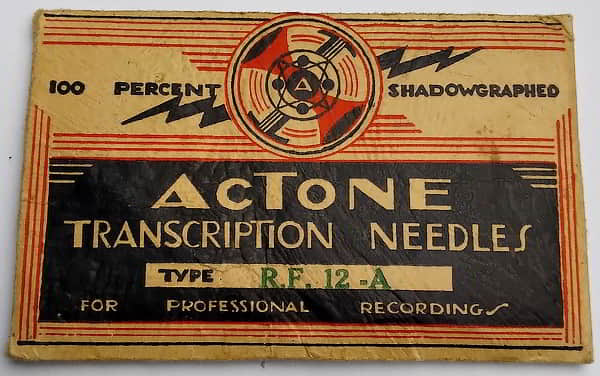 100 PERCENT SHADOWGRAPHED
ACTONE
TRANSCRIPTION NEEDLES
TYPE R.F. 12-A
FOR PROFESSIONAL RECORDINGS